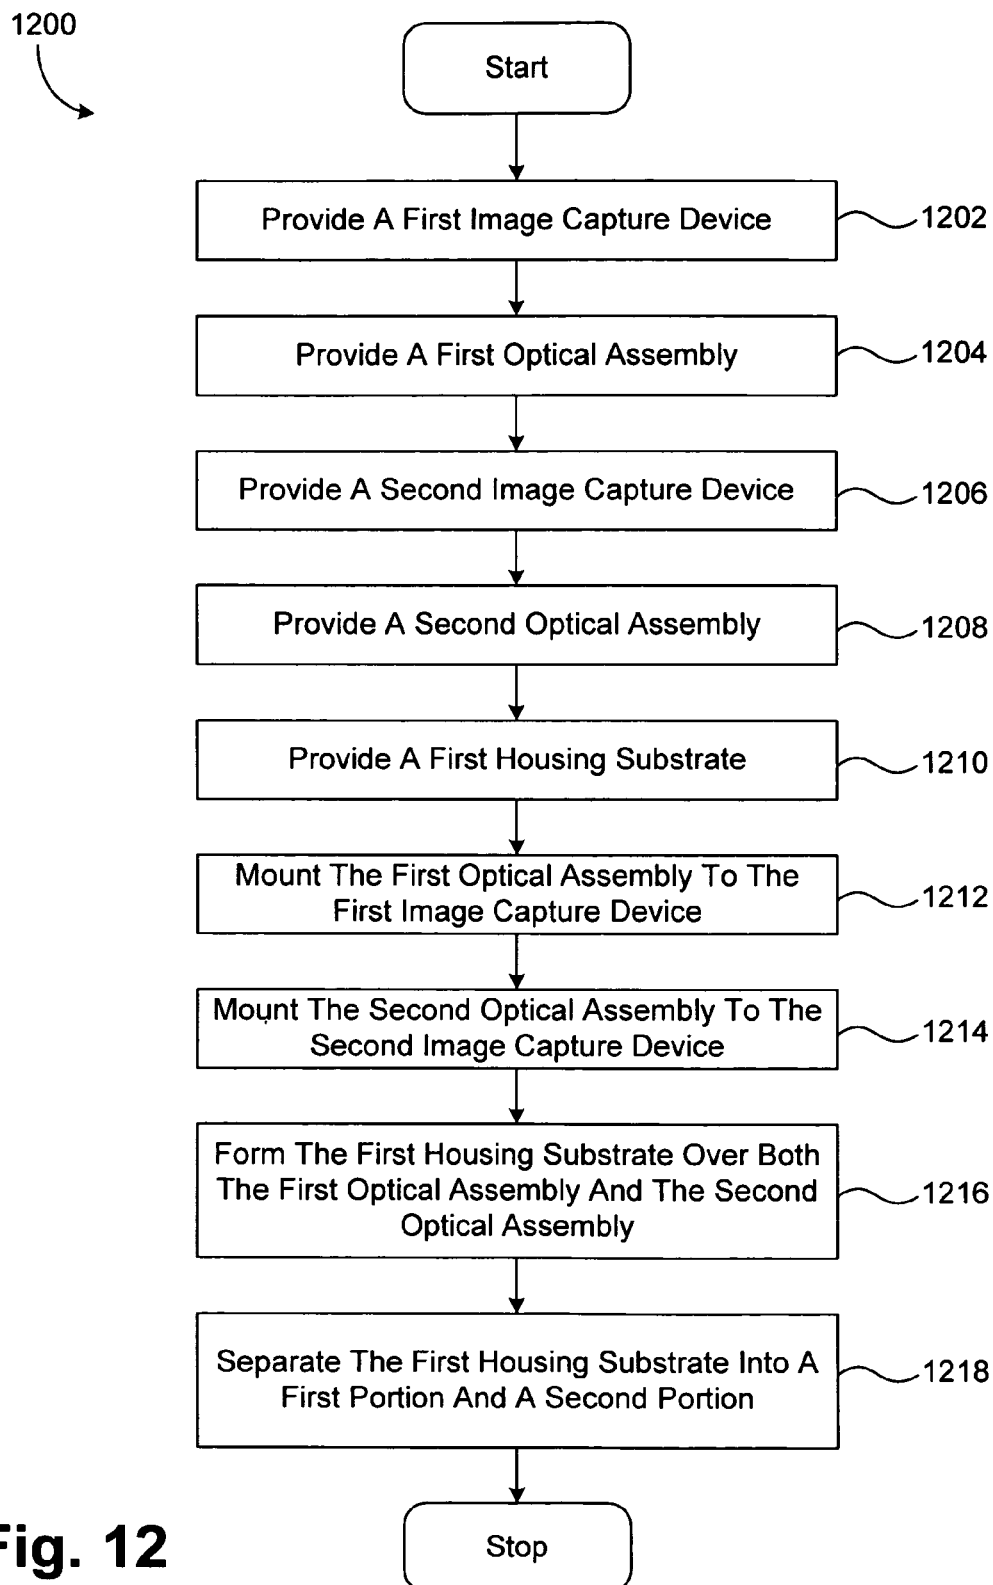 1200
Start
Provide A First Image Capture Device
1202
Provide A First Optical Assembly
1204
Provide A Second Image Capture Device
1206
Provide A Second Optical Assembly
1208
Provide A First Housing Substrate
1210
Mount The First Optical Assembly To The
First Image Capture Device
1212
Mount The Second Optical Assembly To The
Second Image Capture Device
1214
Form The First Housing Substrate Over Both
The First Optical Assembly And The Second
Optical Assembly
1216
Separate The First Housing Substrate Into A
First Portion And A Second Portion
1218
Stop
Fig. 12